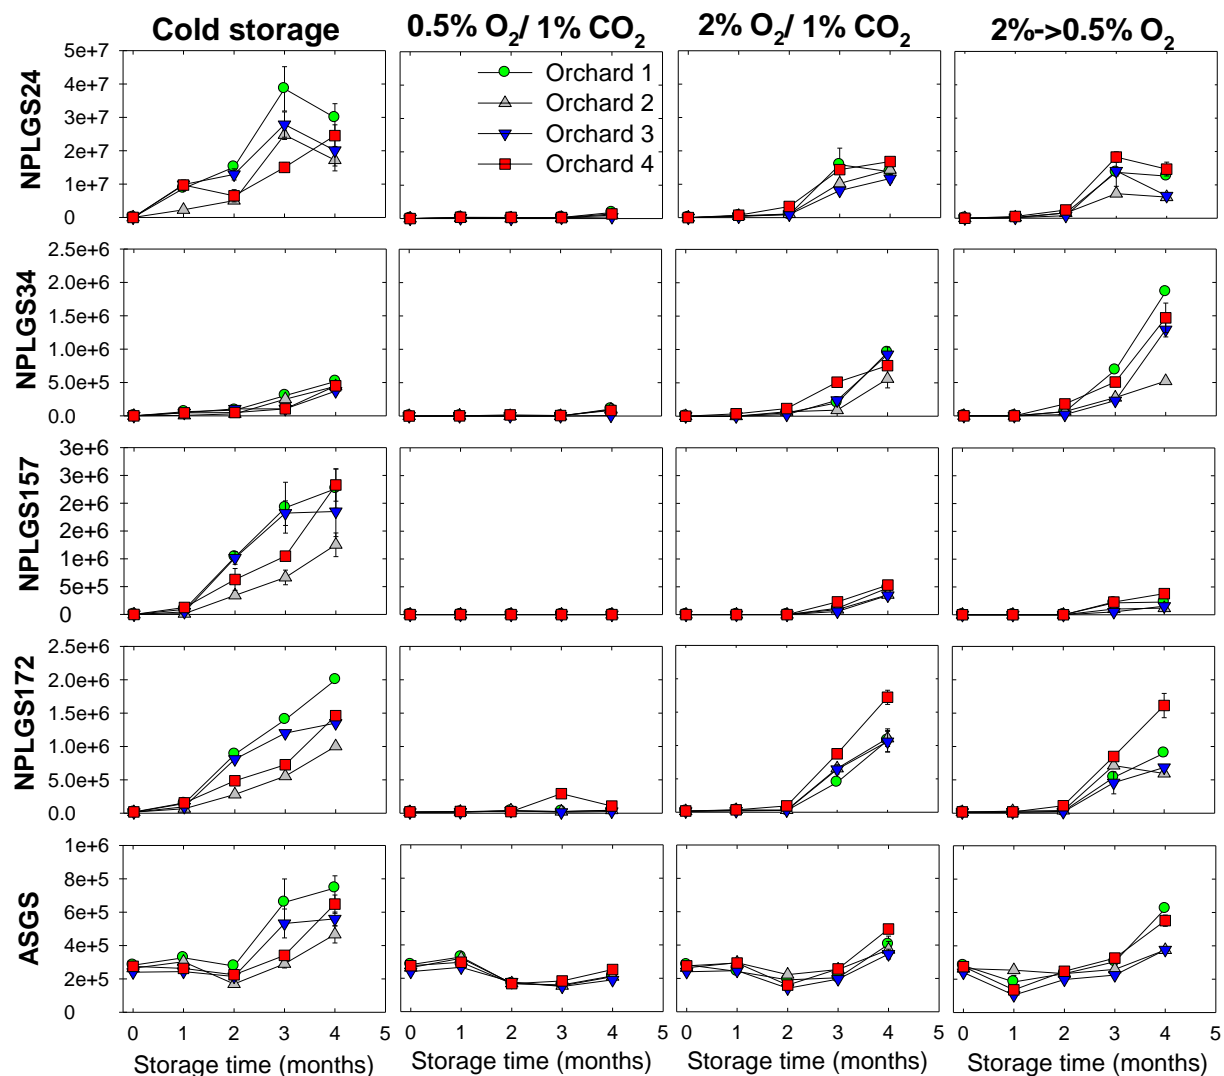 Cold storage
0.5% O₂/ 1% CO₂
2% O₂/ 1% CO₂
2%->0.5% O₂
NPLGS24
5e+7
4e+7
3e+7
2e+7
1e+7
0
Orchard 1
Orchard 2
Orchard 3
Orchard 4
NPLGS34
2.5e+6
2.0e+6
1.5e+6
1.0e+6
5.0e+5
0.0
NPLGS157
3e+6
2e+6
2e+6
1e+6
5e+5
0
NPLGS172
2.5e+6
2.0e+6
1.5e+6
1.0e+6
5.0e+5
0.0
ASGS
1e+6
8e+5
6e+5
4e+5
2e+5
0
0 1 2 3 4 5
0 1 2 3 4 5
0 1 2 3 4 5
0 1 2 3 4 5
Storage time (months)
Storage time (months)
Storage time (months)
Storage time (months)